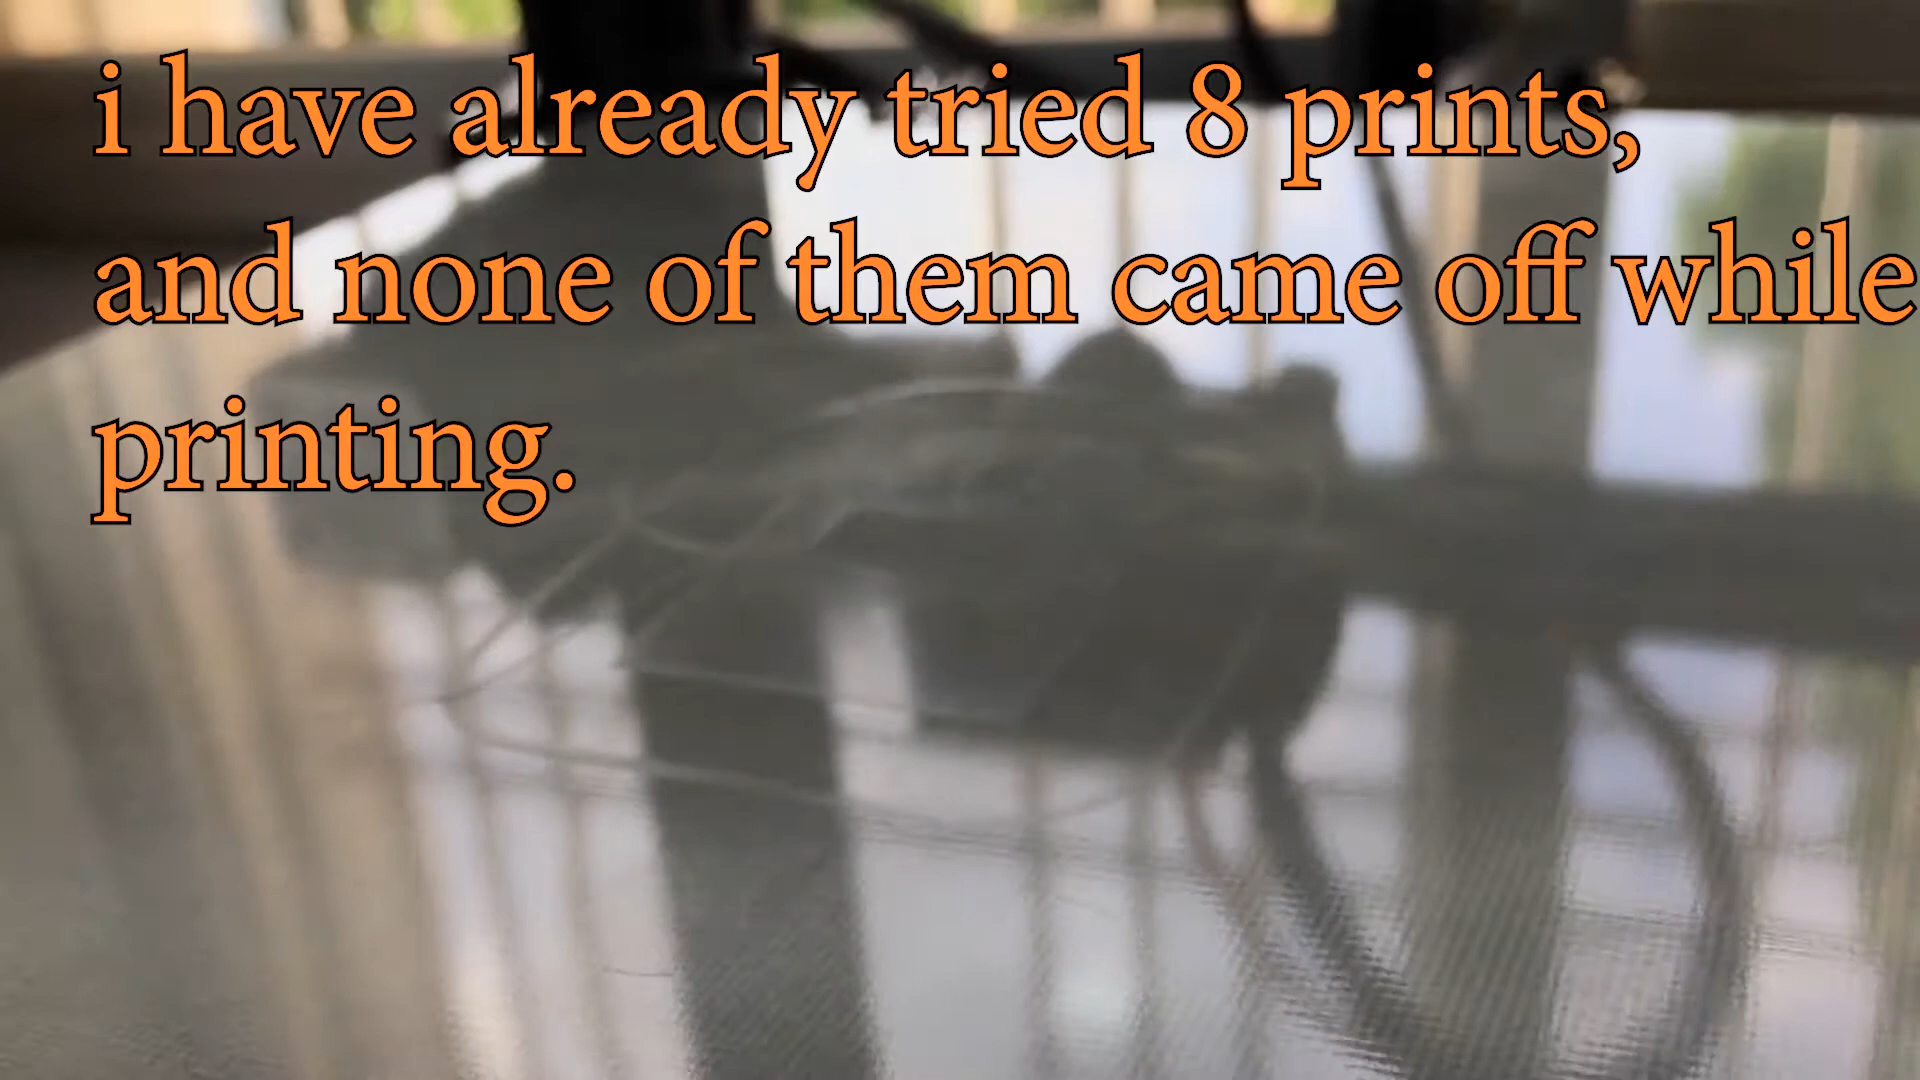 i have already tried 8 prints,
and none of them came off while
printing.